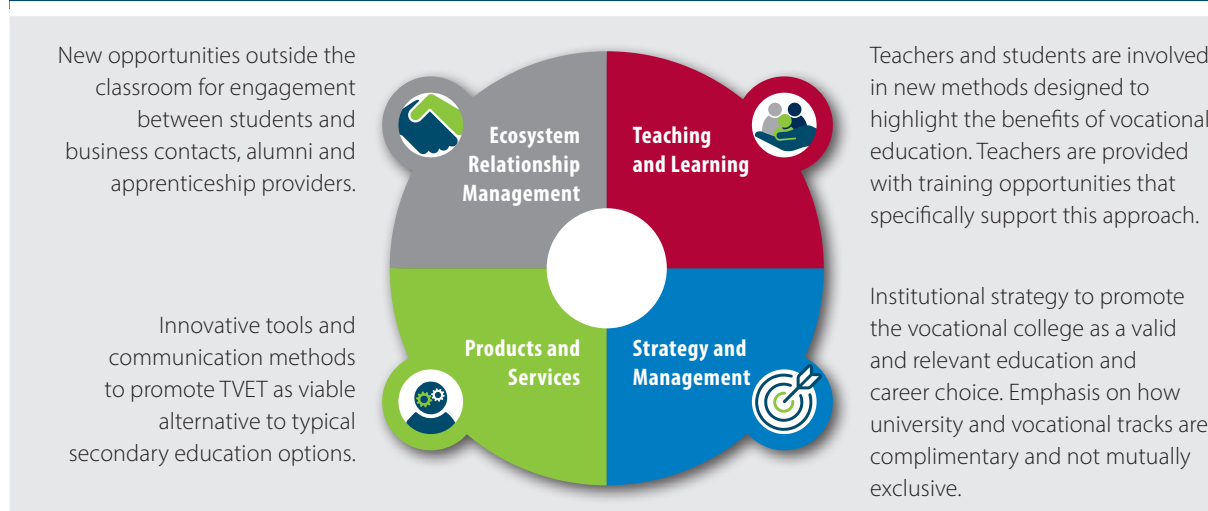 New opportunities outside the
classroom for engagement
between students and
business contacts, alumni and
apprenticeship providers.
Ecosystem
Relationship
Management
Teaching
and Learning
Teachers and students are involved
in new methods designed to
highlight the benefits of vocational
education. Teachers are provided
with training opportunities that
specifically support this approach.
Innovative tools and
communication methods
to promote TVET as viable
alternative to typical
secondary education options.
Products and
Services
Strategy and
Management
Institutional strategy to promote
the vocational college as a valid
and relevant education and
career choice. Emphasis on how
university and vocational tracks are
complimentary and not mutually
exclusive.